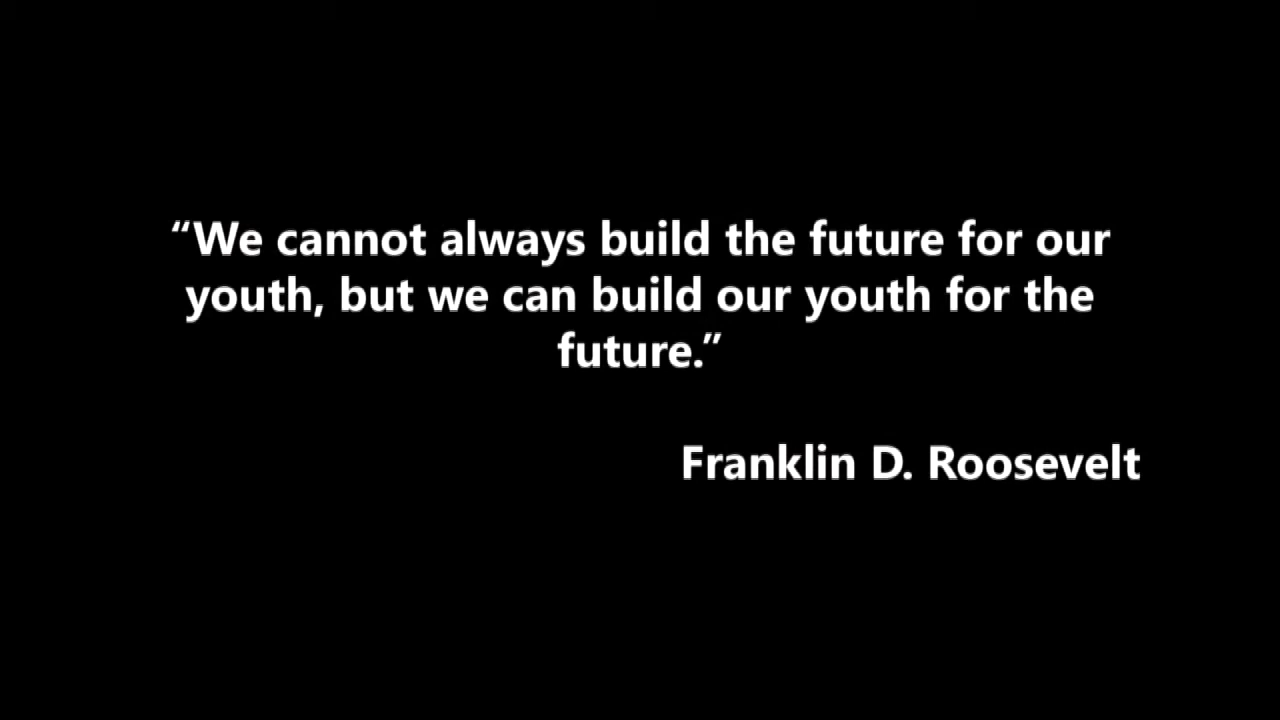 “We cannot always build the future for our
youth, but we can build our youth for the
future.”
Franklin D. Roosevelt